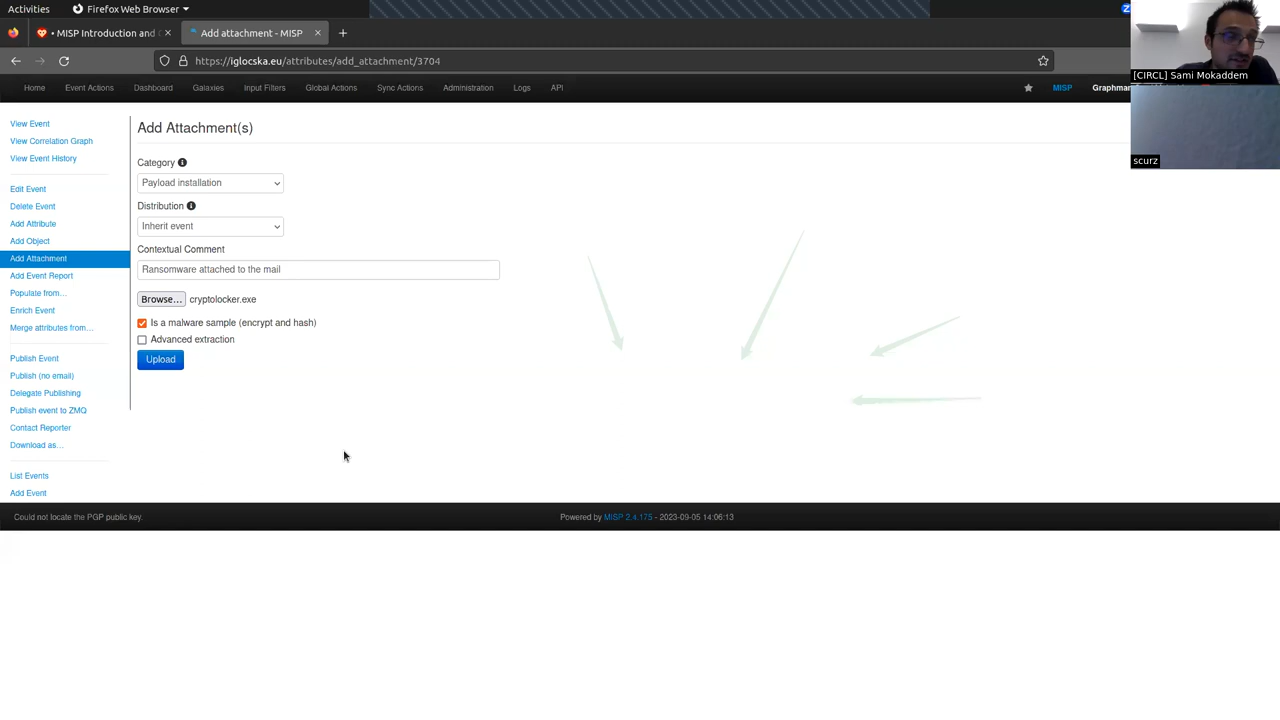 Activities
Firefox Web Browser
• MISP Introduction and
Add attachment - MISP
https://iglocska.eu/attributes/add_attachment/3704
[CIRCL] Sami Mokaddem
Home
Event Actions
Dashboard
Galaxies
Input Filters
Global Actions
Sync Actions
Administration
Logs
API
MISP
Graphman
scurz
View Event
View Correlation Graph
View Event History
Edit Event
Delete Event
Add Attribute
Add Object
Add Attachment
Add Event Report
Populate from...
Enrich Event
Merge attributes from...
Publish Event
Publish (no email)
Delegate Publishing
Publish event to ZMQ
Contact Reporter
Download as...
List Events
Add Event
Add Attachment(s)
Category
Payload installation
Distribution
Inherit event
Contextual Comment
Ransomware attached to the mail
Browse... cryptolocker.exe
Is a malware sample (encrypt and hash)
Advanced extraction
Upload
Could not locate the PGP public key.
Powered by MISP 2.4.175 - 2023-09-05 14:06:13